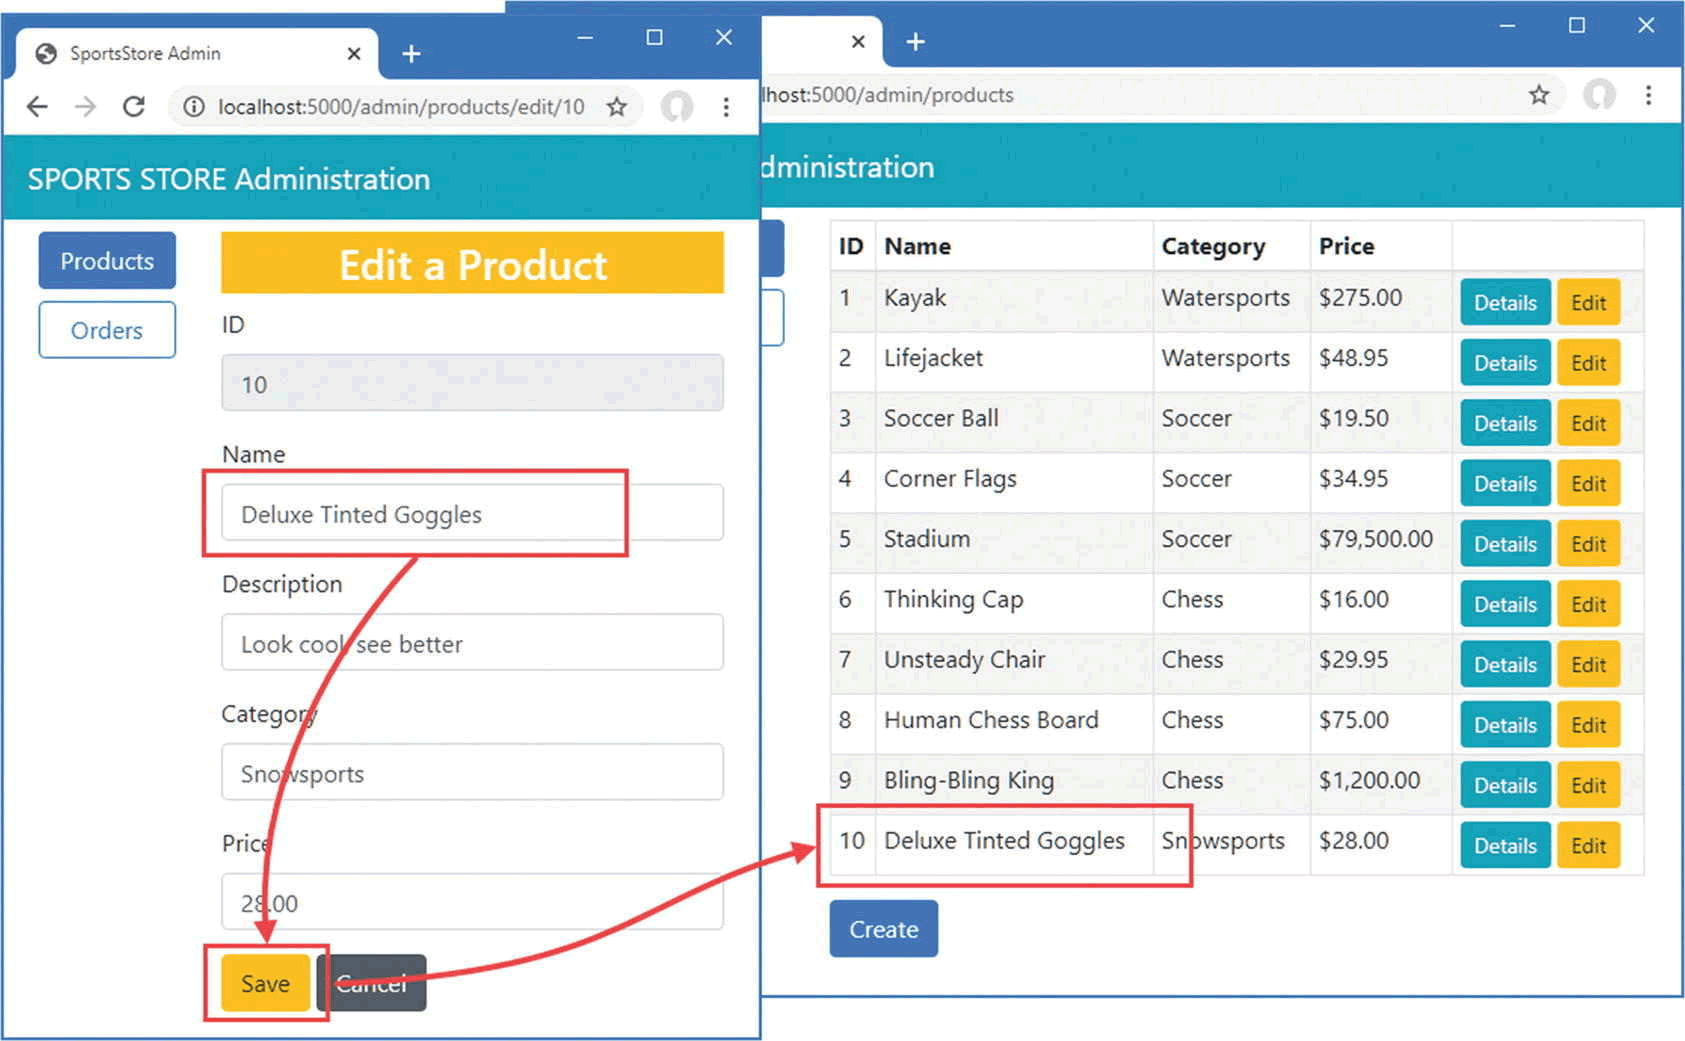 SportsStore Admin
localhost:5000/admin/products/edit/10
SPORTS STORE Administration
Products
Orders
Edit a Product
ID
10
Name
Deluxe Tinted Goggles
Description
Look cool, see better
Category
Snowsports
Price
28.00
Save Cancel
lhost:5000/admin/products
dministration
ID Name Category Price
1 Kayak Watersports $275.00 Details Edit
2 Lifejacket Watersports $48.95 Details Edit
3 Soccer Ball Soccer $19.50 Details Edit
4 Corner Flags Soccer $34.95 Details Edit
5 Stadium Soccer $79,500.00 Details Edit
6 Thinking Cap Chess $16.00 Details Edit
7 Unsteady Chair Chess $29.95 Details Edit
8 Human Chess Board Chess $75.00 Details Edit
9 Bling-Bling King Chess $1,200.00 Details Edit
10 Deluxe Tinted Goggles Snowsports $28.00 Details Edit
Create